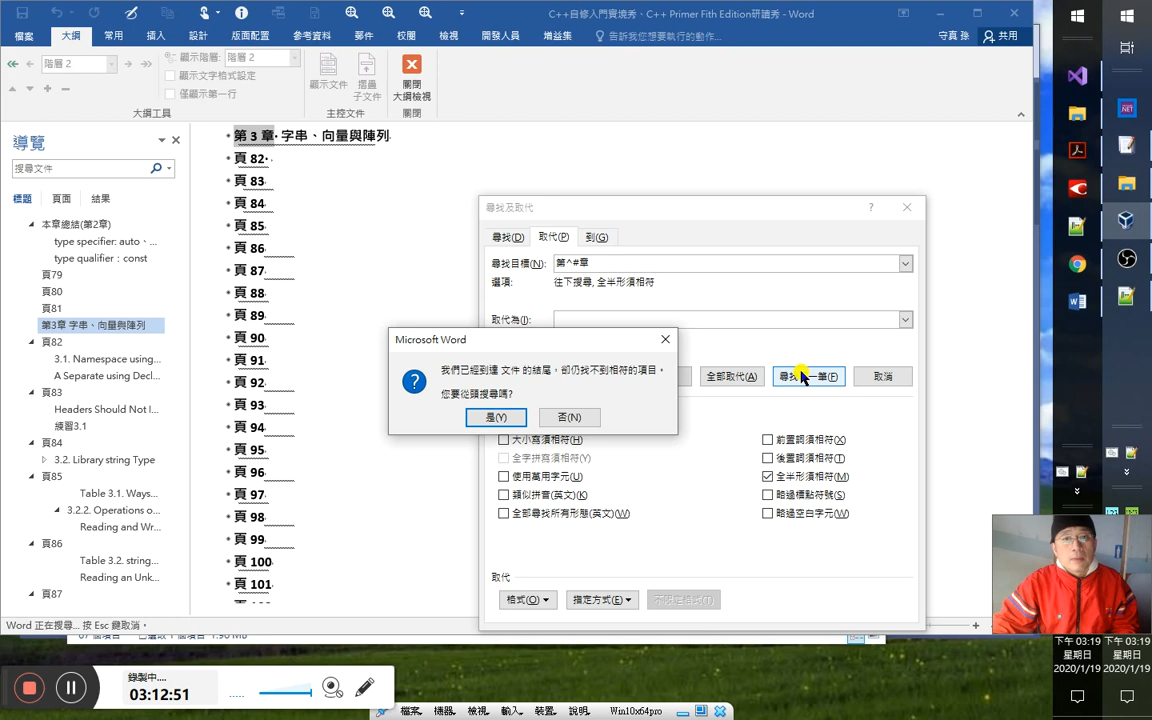 C++自修入門實境秀、C++ Primer Fith Edition研讀秀 - Word
檔案 大綱 常用 插入 設計 版面配置 參考資料 郵件 校閱 檢視 開發人員 增益集 告訴我您想要執行的動作... 守真 孫 共用
階層 2
顯示階層: 階層 2
顯示文字格式設定
僅顯示第一行
大綱工具
顯示文件
摺疊
子文件
主控文件
關閉
大綱檢視
關閉
導覽
搜尋文件
標題 頁面 結果
本章總結(第2章)
type specifier: auto、...
type qualifier：const
頁79
頁80
頁81
第3章 字串、向量與陣列
頁82
3.1. Namespace using...
A Separate using Decl...
頁83
Headers Should Not I...
練習3.1
頁84
3.2. Library string Type
頁85
Table 3.1. Ways...
3.2.2. Operations o...
Reading and Wr...
頁86
Table 3.2. string...
Reading an Unk...
頁87
第 3 章 字串、向量與陣列
頁 82
頁 83
頁 84
頁 85
頁 86
頁 87
頁 88
頁 89
頁 90
頁 91
頁 92
頁 93
頁 94
頁 95
頁 96
頁 97
頁 98
頁 99
頁 100
頁 101
尋找及取代
尋找(D) 取代(P) 到(G)
尋找目標(N): 第^#章
選項: 往下搜尋, 全半形須相符
取代為(I):
全部取代(A) 取消
Microsoft Word
我們已經到達 文件 的結尾，卻仍找不到相符的項目。
您要從頭搜尋嗎?
是(Y) 否(N)
大小寫須相符(H)
全字拼寫須相符(Y)
使用萬用字元(U)
類似拼音(英文)(K)
全部尋找所有形態(英文)(W)
前置詞須相符(X)
後置詞須相符(T)
全半形須相符(M)
略過標點符號(S)
略過空白字元(W)
取代
格式(O) 指定方式(E) 不限定格式(T)
Word 正在搜尋... 按 Esc 鍵取消。
錄製中....
03:12:51
檔案 機器 檢視 輸入 裝置 說明 Win10x64pro
下午 03:19
星期日
2020/1/19
下午 03:19
星期日
2020/1/19